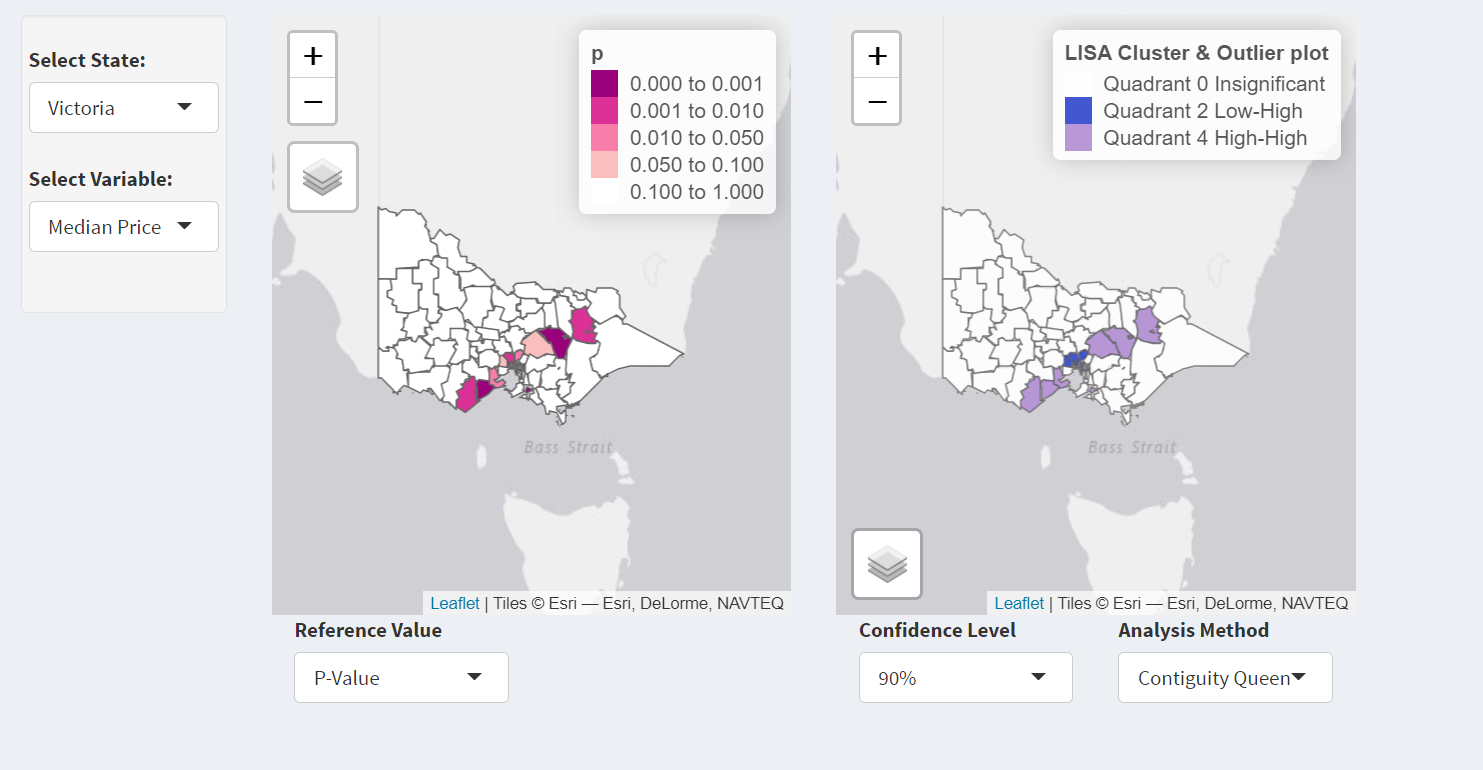 Select State:
Victoria
Select Variable:
Median Price
+
−
p
0.000 to 0.001
0.001 to 0.010
0.010 to 0.050
0.050 to 0.100
0.100 to 1.000
Bass Strait
Leaflet | Tiles © Esri — Esri, DeLorme, NAVTEQ
Reference Value
P-Value
+
−
LISA Cluster & Outlier plot
Quadrant 0 Insignificant
Quadrant 2 Low-High
Quadrant 4 High-High
Bass Strait
Leaflet | Tiles © Esri — Esri, DeLorme, NAVTEQ
Confidence Level
90%
Analysis Method
Contiguity Queen